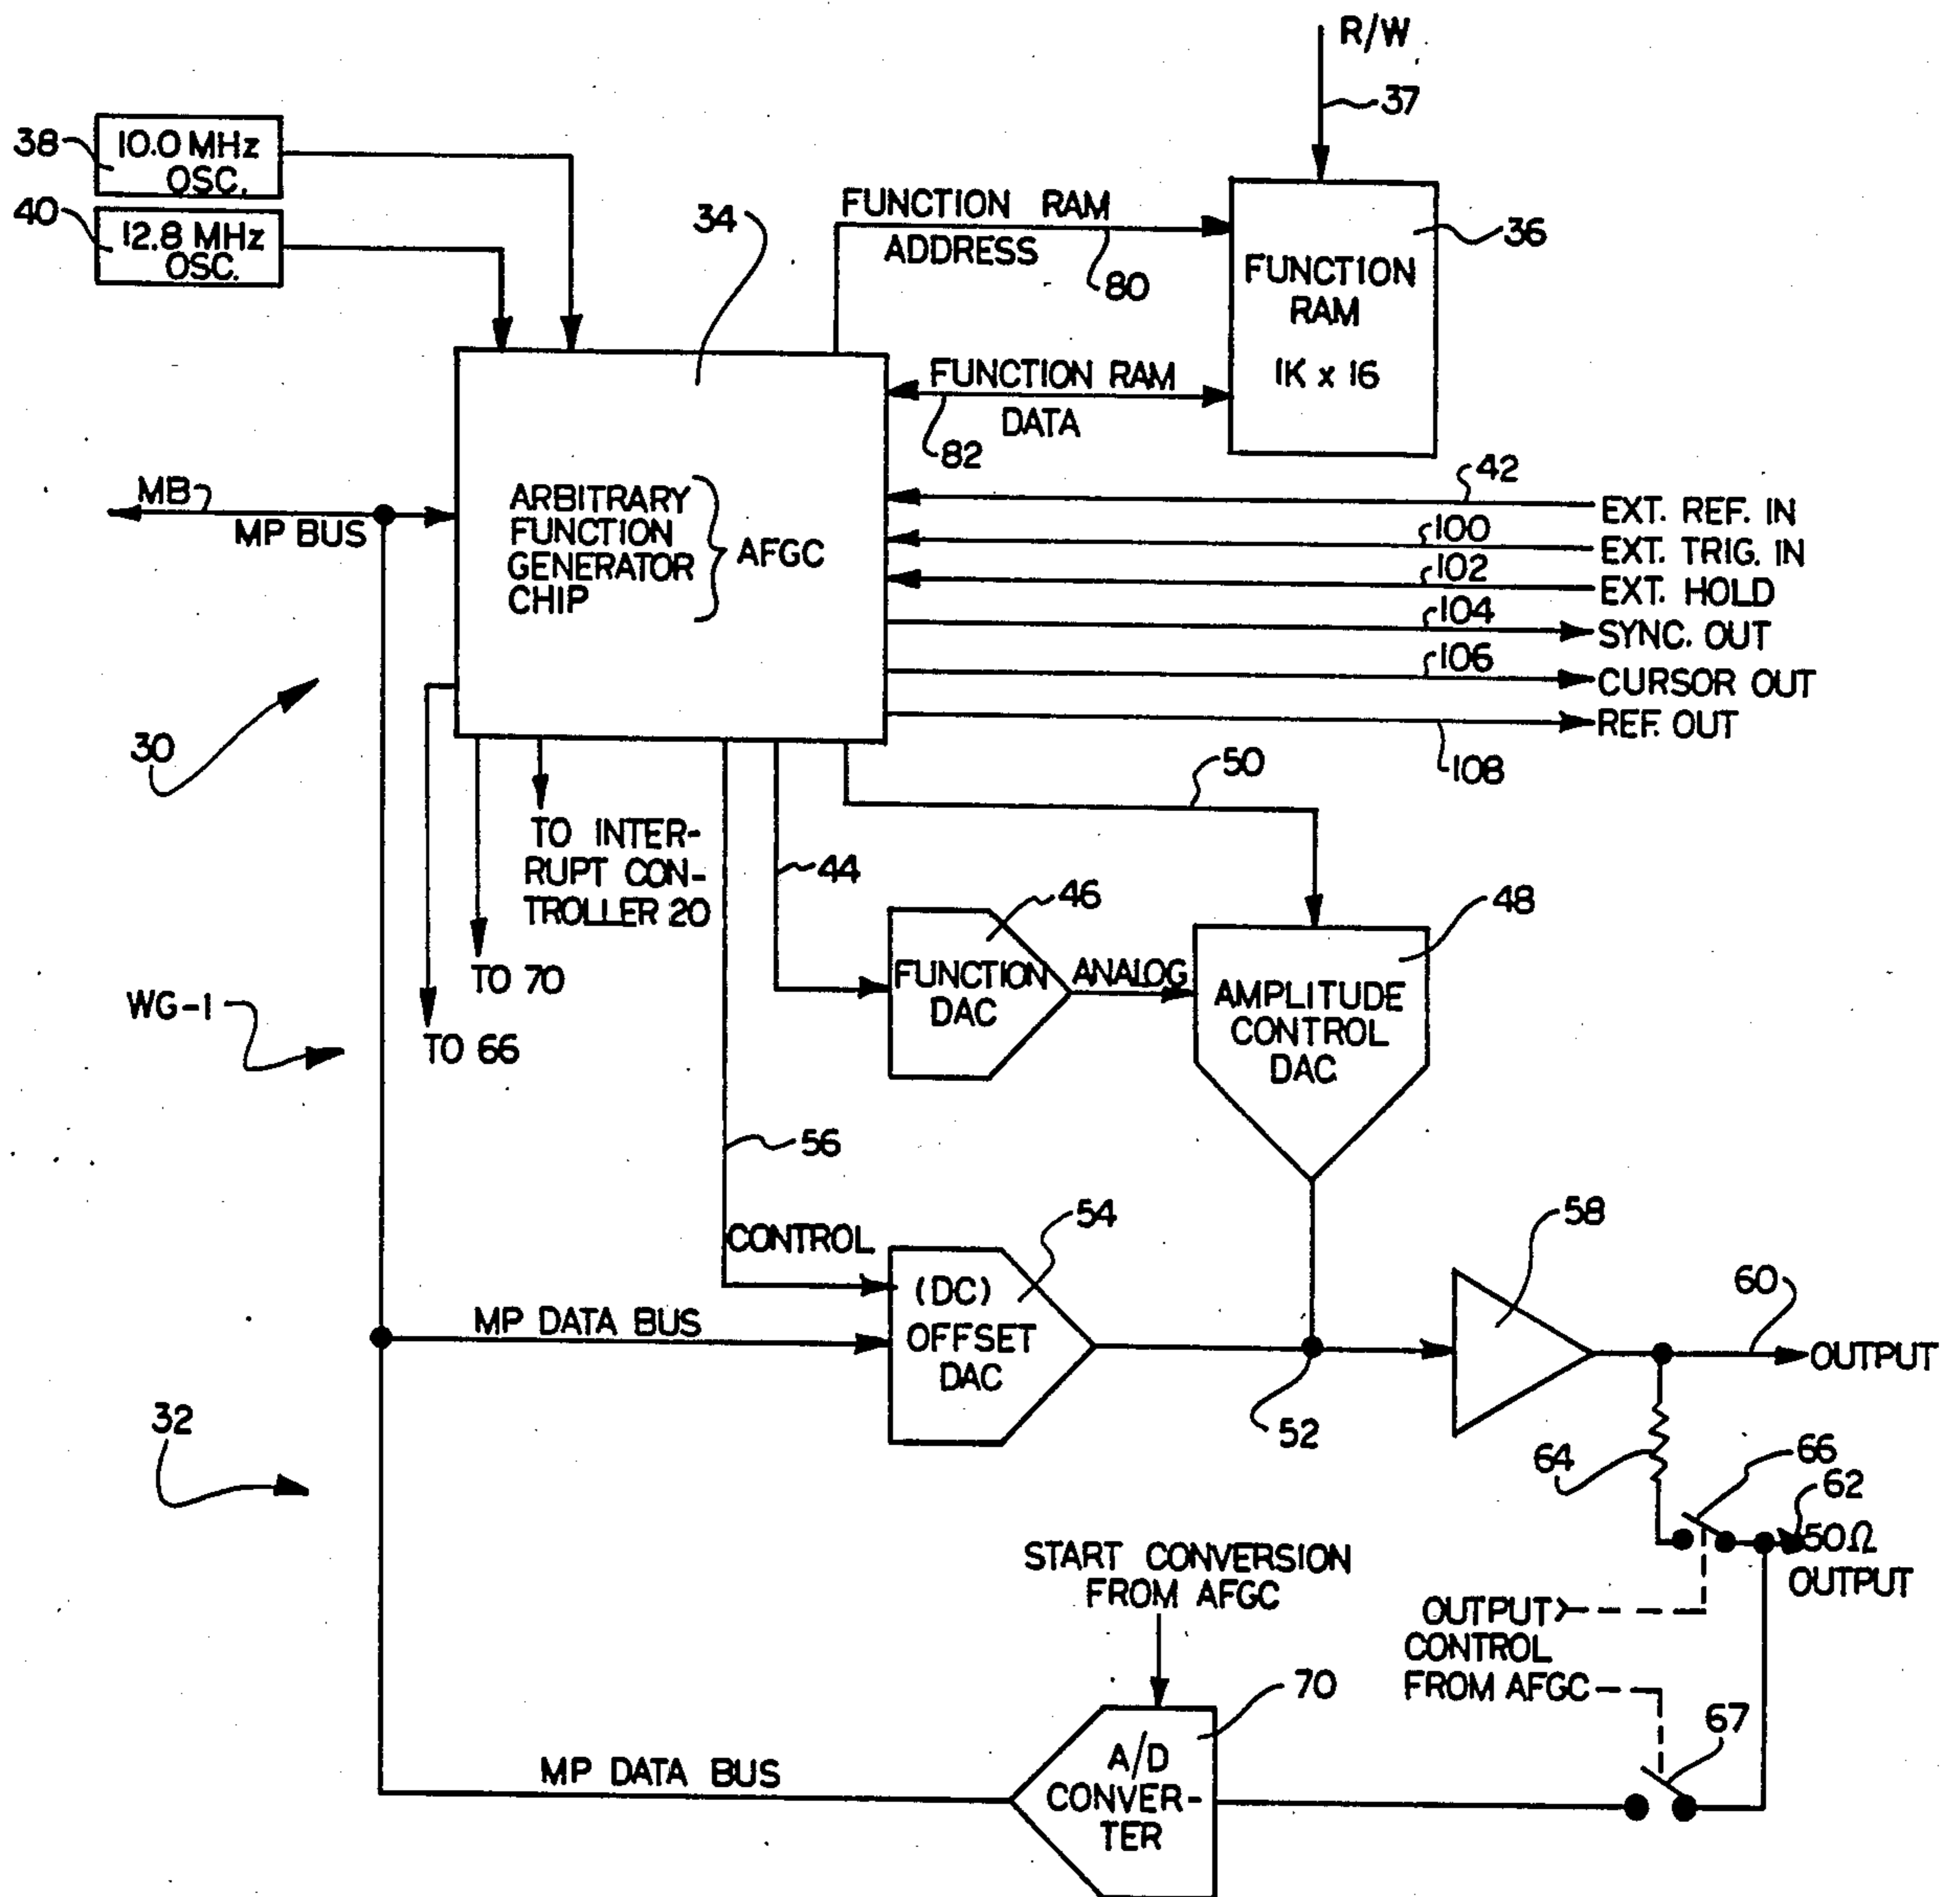 R/W
37
38
10.0 MHz
OSC.
40
12.8 MHz
OSC.
34
FUNCTION RAM
ADDRESS
80
36
FUNCTION
RAM
1K x 16
FUNCTION RAM
DATA
82
MB
MP BUS
ARBITRARY
FUNCTION
GENERATOR
CHIP
AFGC
42
EXT. REF. IN
100
EXT. TRIG. IN
102
EXT. HOLD
104
SYNC. OUT
106
CURSOR OUT
REF. OUT
108
30
50
TO INTER-
RUPT CON-
TROLLER 20
44
46
48
TO 70
TO 66
WG-1
FUNCTION
DAC
ANALOG
AMPLITUDE
CONTROL
DAC
56
CONTROL
54
58
60
(DC)
OFFSET
DAC
MP DATA BUS
OUTPUT
52
32
64
66
62
50Ω
OUTPUT
START CONVERSION
FROM AFGC
OUTPUT
CONTROL
FROM AFGC
70
67
A/D
CONVER-
TER
MP DATA BUS